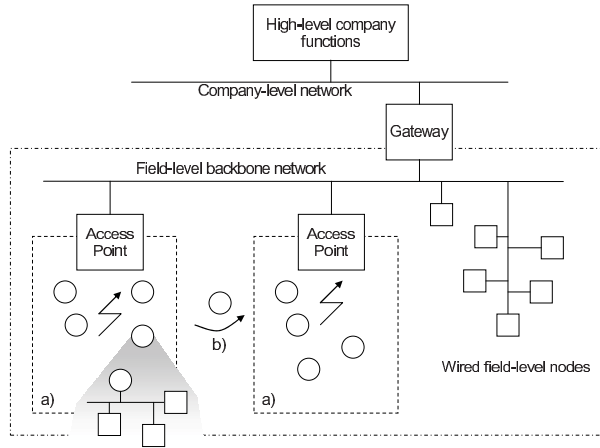 High-level company
functions
Company-level network
Gateway
Field-level backbone network
Access
Point
Access
Point
b)
Wired field-level nodes
a)
a)